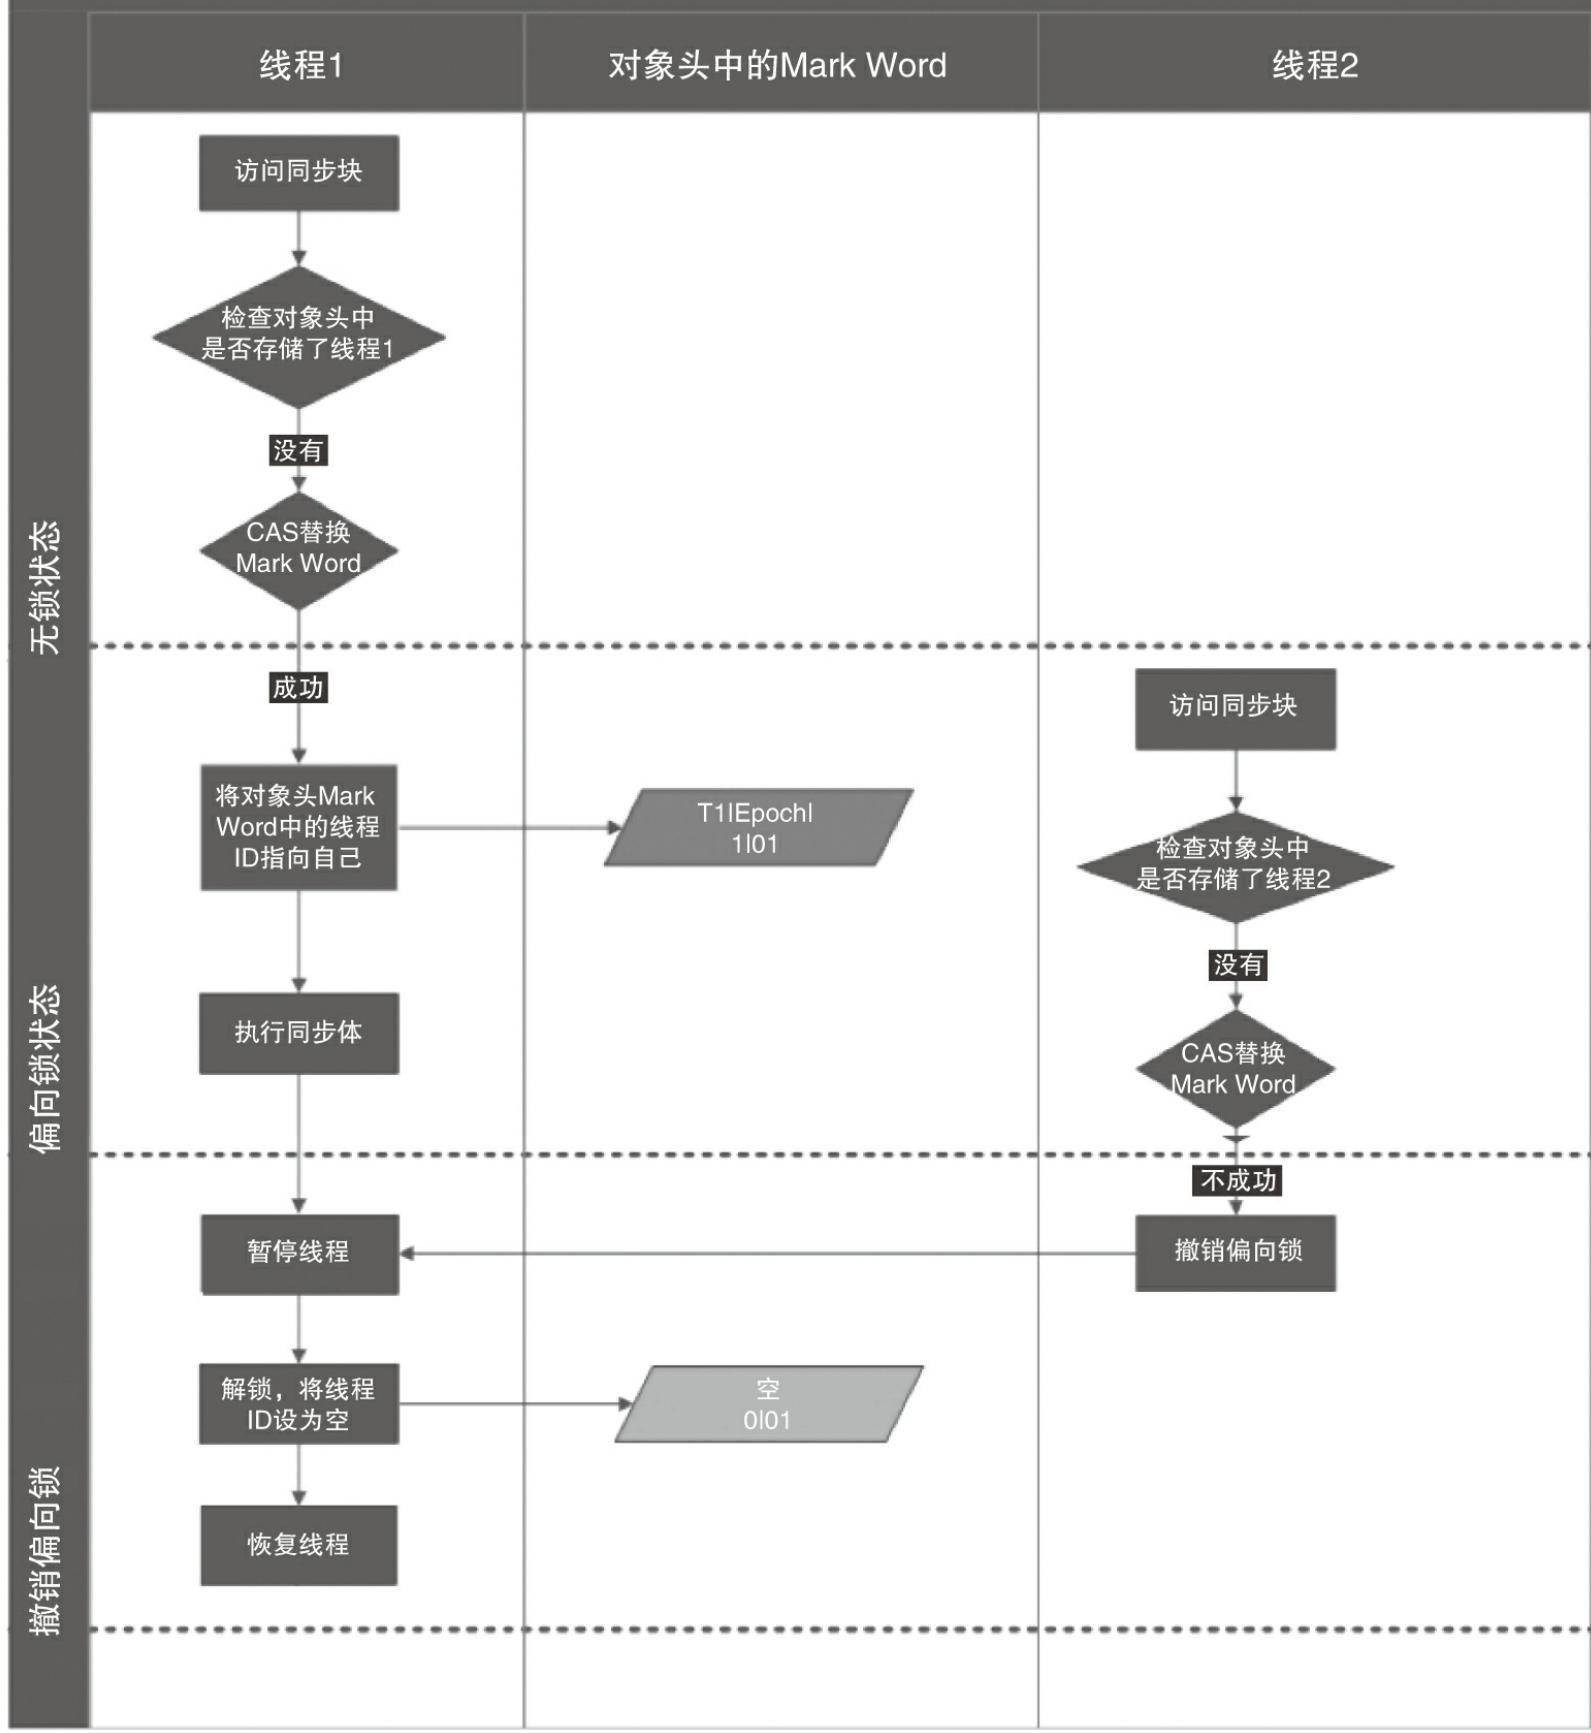 线程1
对象头中的Mark Word
线程2
无锁状态
访问同步块
检查对象头中
是否存储了线程1
没有
CAS替换
Mark Word
偏向锁状态
成功
将对象头Mark
Word中的线程
ID指向自己
T1|Epoch|
1|01
执行同步体
访问同步块
检查对象头中
是否存储了线程2
没有
CAS替换
Mark Word
撤销偏向锁
不成功
撤销偏向锁
暂停线程
解锁，将线程
ID设为空
空
0|01
恢复线程